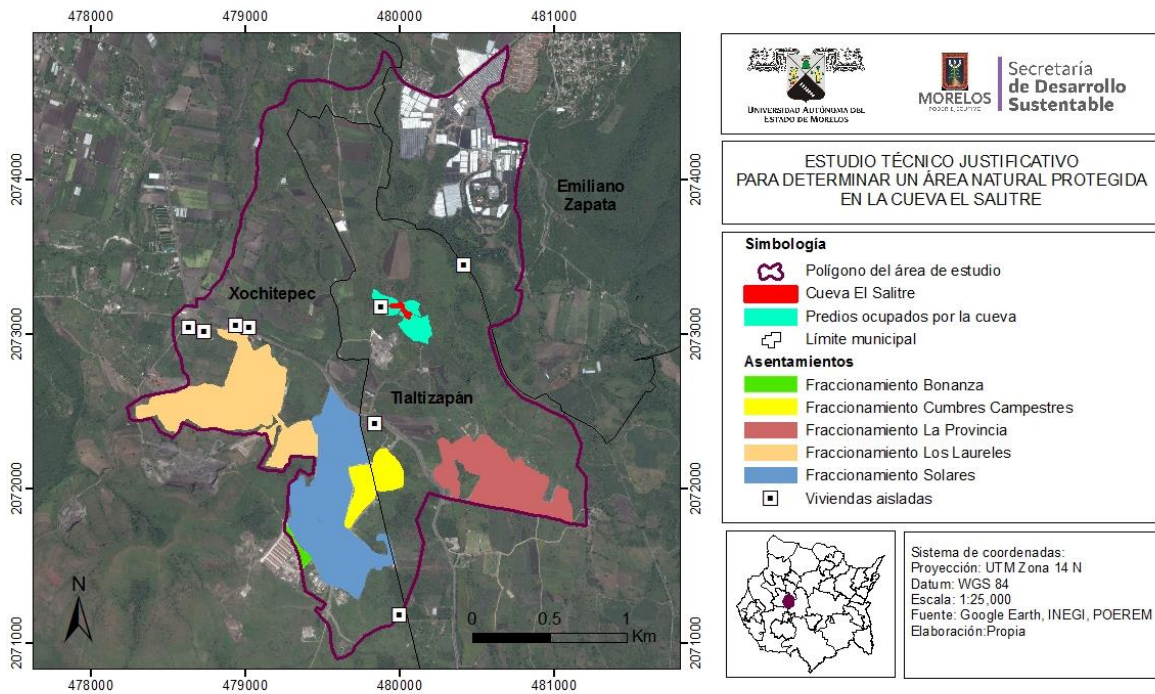 478000 479000 480000 481000
2074000
2073000
2072000
2071000
Emiliano
Zapata
Xochitepec
Tlaltizapán
N
0 0.5 1
Km
2074000
2073000
2072000
2071000
478000 479000 480000 481000
UNIVERSIDAD AUTÓNOMA DEL
ESTADO DE MORELOS
MORELOS
PODER EJECUTIVO
Secretaría
de Desarrollo
Sustentable
ESTUDIO TÉCNICO JUSTIFICATIVO
PARA DETERMINAR UN ÁREA NATURAL PROTEGIDA
EN LA CUEVA EL SALITRE
Simbología
Polígono del área de estudio
Cueva El Salitre
Predios ocupados por la cueva
Límite municipal
Asentamientos
Fraccionamiento Bonanza
Fraccionamiento Cumbres Campestres
Fraccionamiento La Provincia
Fraccionamiento Los Laureles
Fraccionamiento Solares
Viviendas aisladas
Sistema de coordenadas:
Proyección: UTM Zona 14 N
Datum: WGS 84
Escala: 1:25,000
Fuente: Google Earth, INEGI, POEREM
Elaboración:Propia